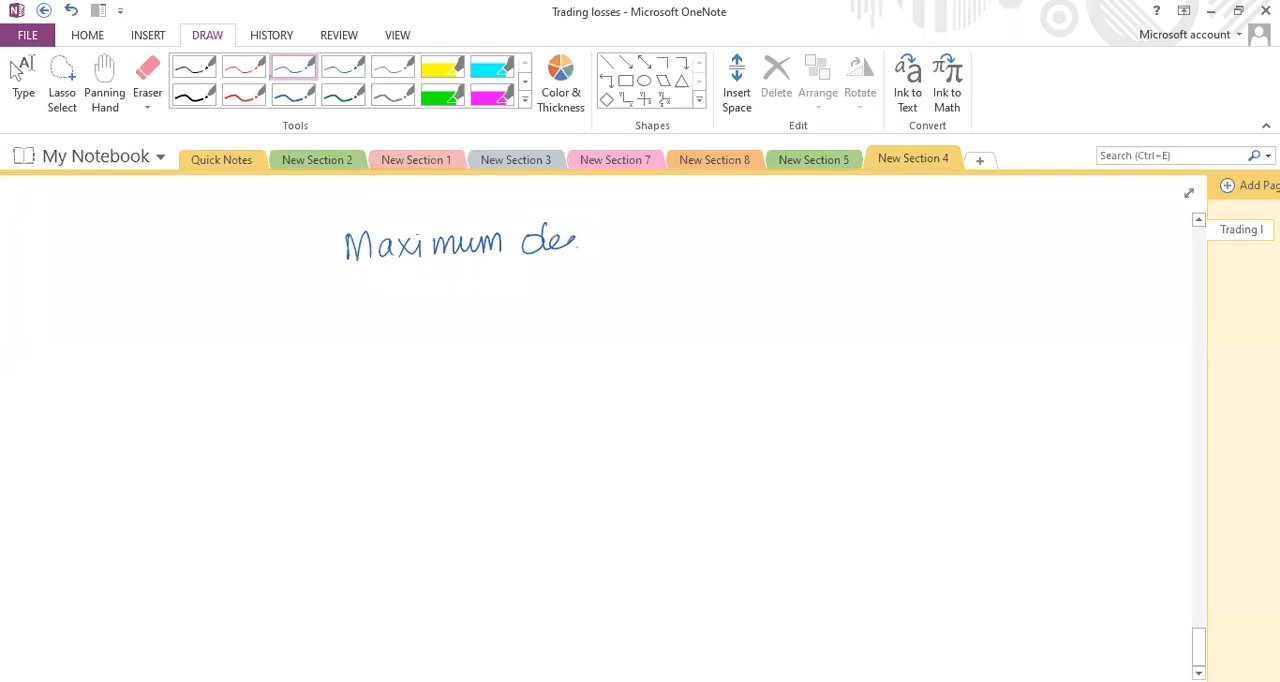 Trading losses - Microsoft OneNote
?
FILE HOME INSERT DRAW HISTORY REVIEW VIEW
Microsoft account
Type
Lasso Select
Panning Hand
Eraser
Color & Thickness
Insert Space
Delete
Arrange
Rotate
Ink to Text
Ink to Math
Tools Shapes Edit Convert
My Notebook Quick Notes New Section 2 New Section 1 New Section 3 New Section 7 New Section 8 New Section 5 New Section 4 Search (Ctrl+E)
Add Pag
Trading l
Maximum de